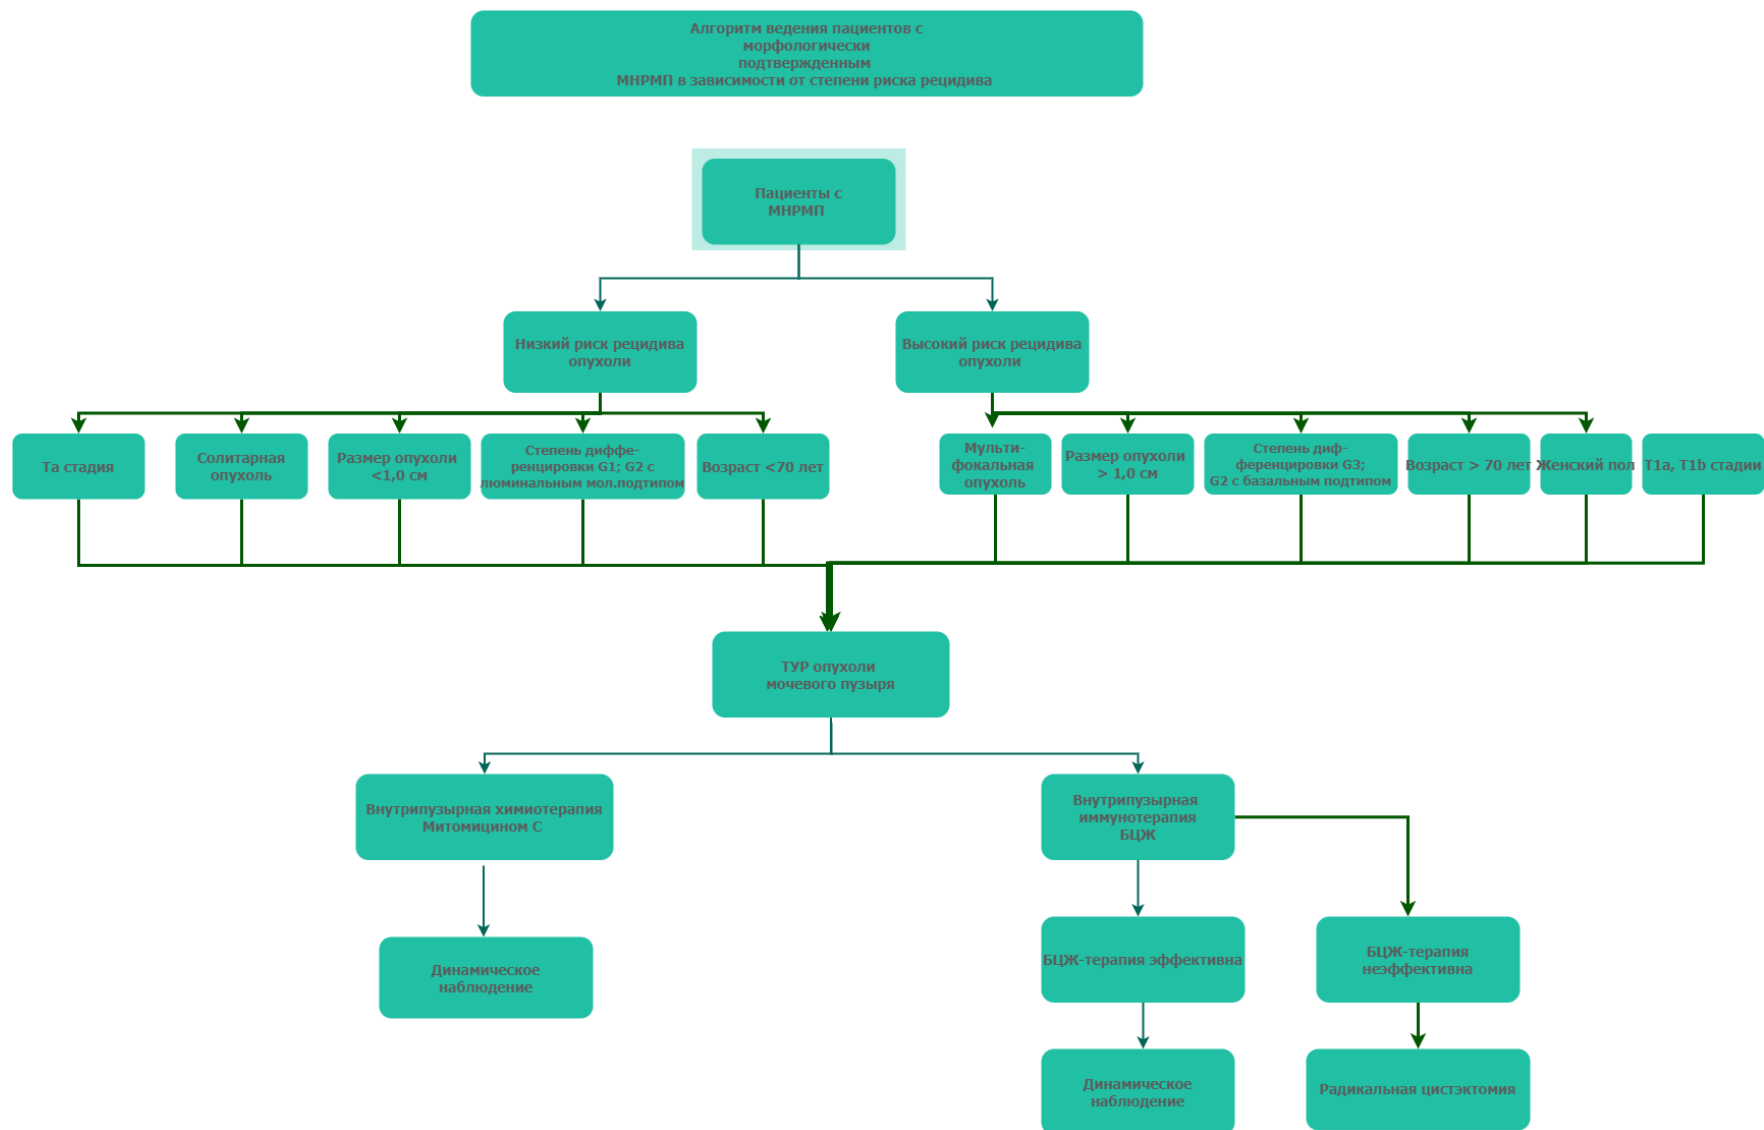 Алгоритм ведения пациентов с
морфологически
подтвержденным
МНРМП в зависимости от степени риска рецидива
Пациенты с
МНРМП
Низкий риск рецидива
опухоли
Высокий риск рецидива
опухоли
Та стадия
Солитарная
опухоль
Размер опухоли
<1,0 см
Степень диффе-
ренцировки G1; G2 с
люминальным мол.подтипом
Возраст <70 лет
Мульти-
фокальная
опухоль
Размер опухоли
> 1,0 см
Степень диф-
ференцировки G3;
G2 с базальным подтипом
Возраст > 70 лет
Женский пол
Т1а, Т1b стадии
ТУР опухоли
мочевого пузыря
Внутрипузырная химиотерапия
Митомицином С
Внутрипузырная
иммунотерапия
БЦЖ
Динамическое
наблюдение
БЦЖ-терапия эффективна
БЦЖ-терапия
неэффективна
Динамическое
наблюдение
Радикальная цистэктомия